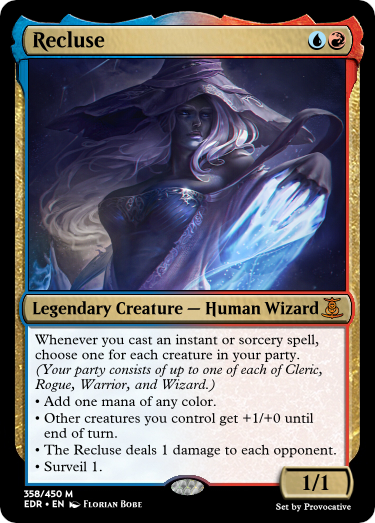 Recluse
Legendary Creature — Human Wizard
Whenever you cast an instant or sorcery spell,
choose one for each creature in your party.
(Your party consists of up to one of each of Cleric,
Rogue, Warrior, and Wizard.)
• Add one mana of any color.
• Other creatures you control get +1/+0 until
end of turn.
• The Recluse deals 1 damage to each opponent.
• Surveil 1.
1/1
358/450 M
EDR • EN Florian Bobe
Set by Provocative